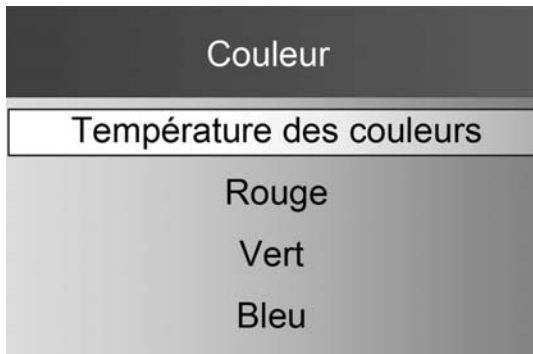 Couleur
Température des couleurs
Rouge
Vert
Bleu